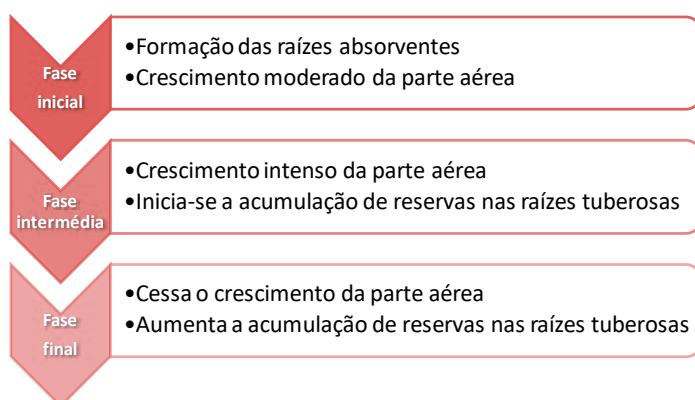 Fase
inicial
•Formação das raízes absorventes
•Crescimento moderado da parte aérea
Fase
intermédia
•Crescimento intenso da parte aérea
•Inicia-se a acumulação de reservas nas raízes tuberosas
Fase
final
•Cessa o crescimento da parte aérea
•Aumenta a acumulação de reservas nas raízes tuberosas